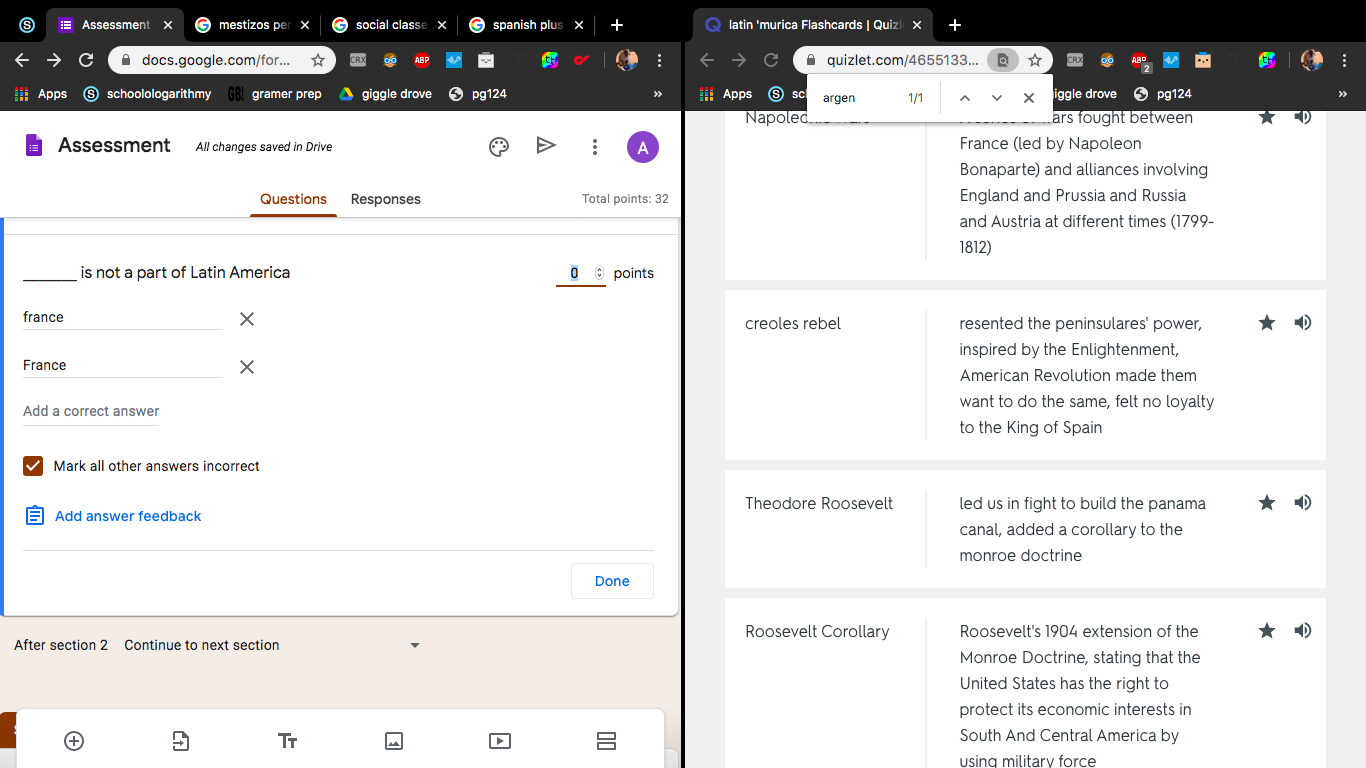 Assessment
mestizos per
social classe
spanish plus
latin 'murica Flashcards | Quizl
docs.google.com/for...
quizlet.com/4655133...
CRX
ABP
CRX
ABP
2
Apps
schoolologarithmy
GB!
gramer prep
giggle drove
pg124
»
Apps
sc
iggle drove
pg124
»
argen
1/1
Assessment
All changes saved in Drive
A
Questions
Responses
Total points: 32
_______ is not a part of Latin America
0
points
france
France
Add a correct answer
Mark all other answers incorrect
Add answer feedback
Done
After section 2
Continue to next section
Tt
fought between
France (led by Napoleon
Bonaparte) and alliances involving
England and Prussia and Russia
and Austria at different times (1799-
1812)
creoles rebel
resented the peninsulares' power,
inspired by the Enlightenment,
American Revolution made them
want to do the same, felt no loyalty
to the King of Spain
Theodore Roosevelt
led us in fight to build the panama
canal, added a corollary to the
monroe doctrine
Roosevelt Corollary
Roosevelt's 1904 extension of the
Monroe Doctrine, stating that the
United States has the right to
protect its economic interests in
South And Central America by
using military force